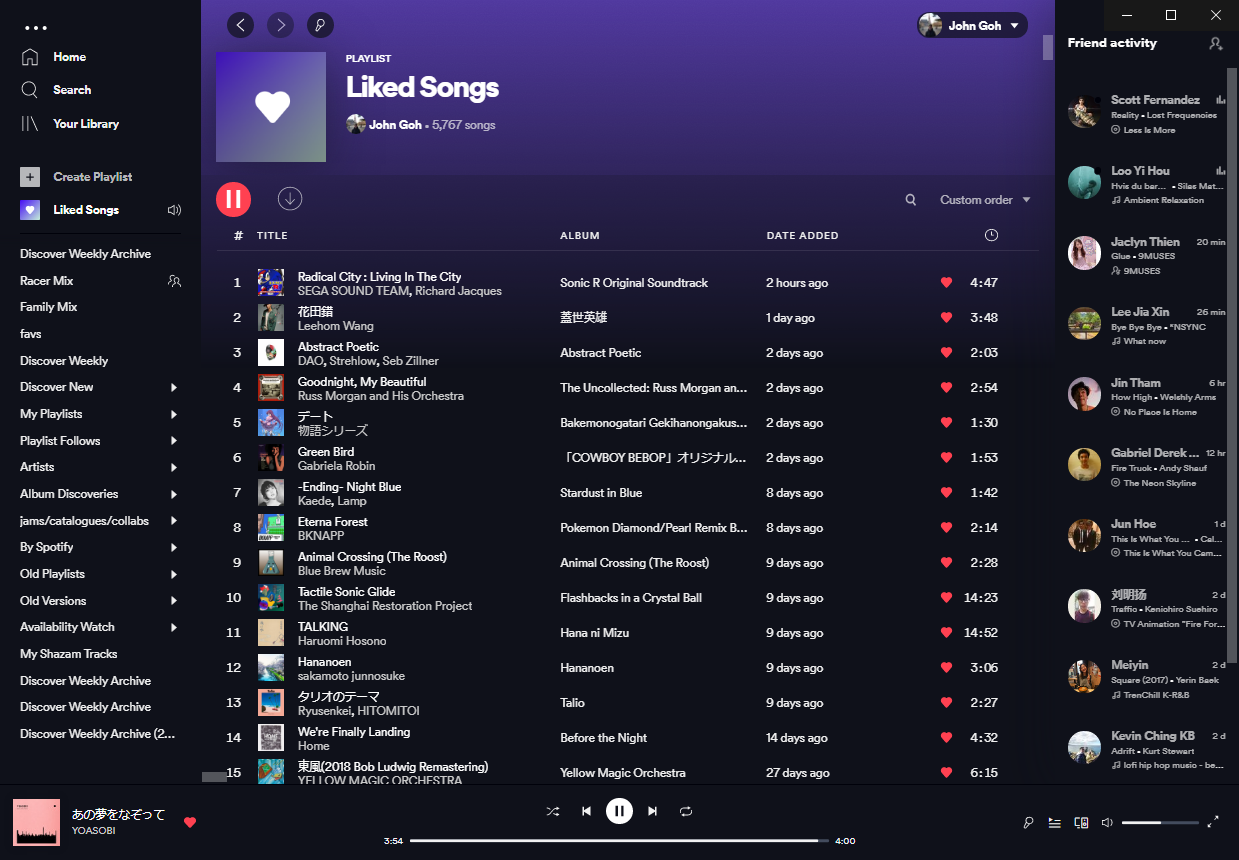 Home
Search
Your Library
Create Playlist
Liked Songs
Discover Weekly Archive
Racer Mix
Family Mix
favs
Discover Weekly
Discover New
My Playlists
Playlist Follows
Artists
Album Discoveries
jams/catalogues/collabs
By Spotify
Old Playlists
Old Versions
Availability Watch
My Shazam Tracks
Discover Weekly Archive
Discover Weekly Archive
Discover Weekly Archive (2...
John Goh
PLAYLIST
Liked Songs
John Goh • 5,767 songs
Custom order
# TITLE ALBUM DATE ADDED
1 Radical City : Living In The City Sonic R Original Soundtrack 2 hours ago 4:47
SEGA SOUND TEAM, Richard Jacques
2 花田錯 蓋世英雄 1 day ago 3:48
Leehom Wang
3 Abstract Poetic Abstract Poetic 2 days ago 2:03
DAO, Strehlow, Seb Zillner
4 Goodnight, My Beautiful The Uncollected: Russ Morgan an... 2 days ago 2:54
Russ Morgan and His Orchestra
5 デート Bakemonogatari Gekihanongakus... 2 days ago 1:30
物語シリーズ
6 Green Bird 「COWBOY BEBOP」オリジナル... 2 days ago 1:53
Gabriela Robin
7 -Ending- Night Blue Stardust in Blue 8 days ago 1:42
Kaede, Lamp
8 Eterna Forest Pokemon Diamond/Pearl Remix B... 8 days ago 2:14
BKNAPP
9 Animal Crossing (The Roost) Animal Crossing (The Roost) 9 days ago 2:28
Blue Brew Music
10 Tactile Sonic Glide Flashbacks in a Crystal Ball 9 days ago 14:23
The Shanghai Restoration Project
11 TALKING Hana ni Mizu 9 days ago 14:52
Haruomi Hosono
12 Hananoen Hananoen 9 days ago 3:06
sakamoto junnosuke
13 タリオのテーマ Talio 9 days ago 2:27
Ryusenkei, HITOMITOI
14 We're Finally Landing Before the Night 14 days ago 4:32
Home
15 東風(2018 Bob Ludwig Remastering) Yellow Magic Orchestra 27 days ago 6:15
YELLOW MAGIC ORCHESTRA
Friend activity
Scott Fernandez
Reality • Lost Frequencies
Less Is More
Loo Yi Hou
Hvis du bar... • Silas Mat...
Ambient Relaxation
Jaclyn Thien 20 min
Glue • 9MUSES
9MUSES
Lee Jia Xin 26 min
Bye Bye Bye • *NSYNC
What now
Jin Tham 6 hr
How High • Welshly Arms
No Place Is Home
Gabriel Derek ... 12 hr
Fire Truck • Andy Shauf
The Neon Skyline
Jun Hoe 1 d
This Is What You ... • Cal...
This Is What You Cam...
刘明扬 2 d
Traffic • Kenichiro Suehiro
TV Animation "Fire For...
Meiyin 2 d
Square (2017) • Yerin Baek
TrenChill K-R&B
Kevin Ching KB 2 d
Adrift • Kurt Stewart
lofi hip hop music - be...
あの夢をなぞって
YOASOBI
3:54 4:00